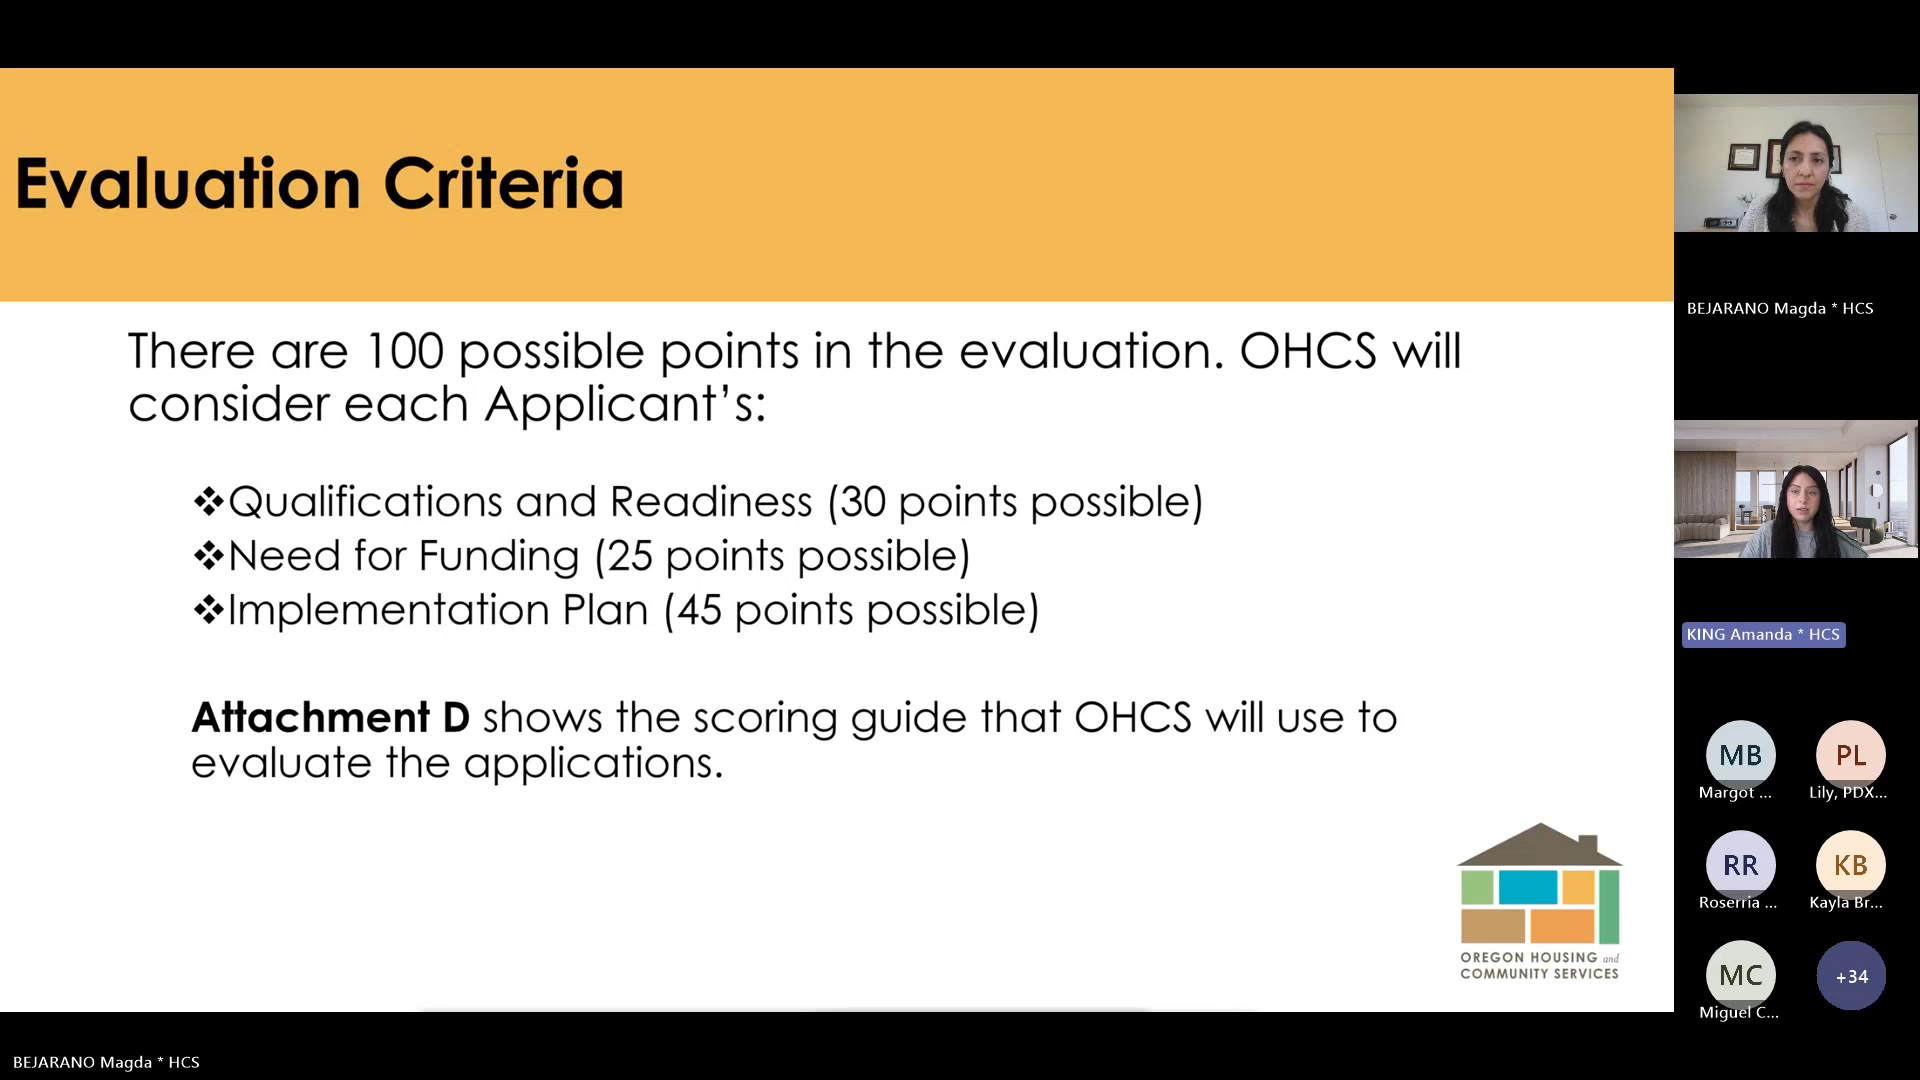 Evaluation Criteria
There are 100 possible points in the evaluation. OHCS will
consider each Applicant’s:
❖Qualifications and Readiness (30 points possible)
❖Need for Funding (25 points possible)
❖Implementation Plan (45 points possible)
Attachment D shows the scoring guide that OHCS will use to
evaluate the applications.
OREGON HOUSING and
COMMUNITY SERVICES
BEJARANO Magda * HCS
KING Amanda * HCS
MB
PL
Margot ...
Lily, PDX...
RR
KB
Roserria ...
Kayla Br...
MC
+34
Miguel C...
BEJARANO Magda * HCS